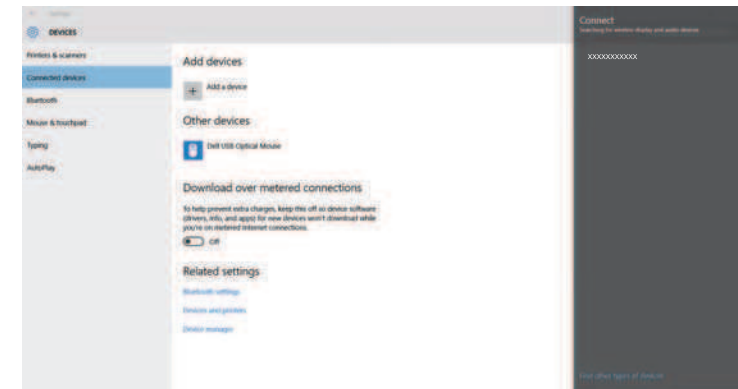 Settings
DEVICES
Printers & scanners
Connected devices
Bluetooth
Mouse & touchpad
Typing
AutoPlay
Add devices
Add a device
Other devices
Dell USB Optical Mouse
Download over metered connections
To help prevent extra charges, keep this off so device software
(drivers, info, and apps) for new devices won't download while
you're on metered Internet connections.
Off
Related settings
Bluetooth settings
Devices and printers
Device manager
Connect
Searching for wireless display and audio devices
xxxxxxxxxxx
Find other types of devices